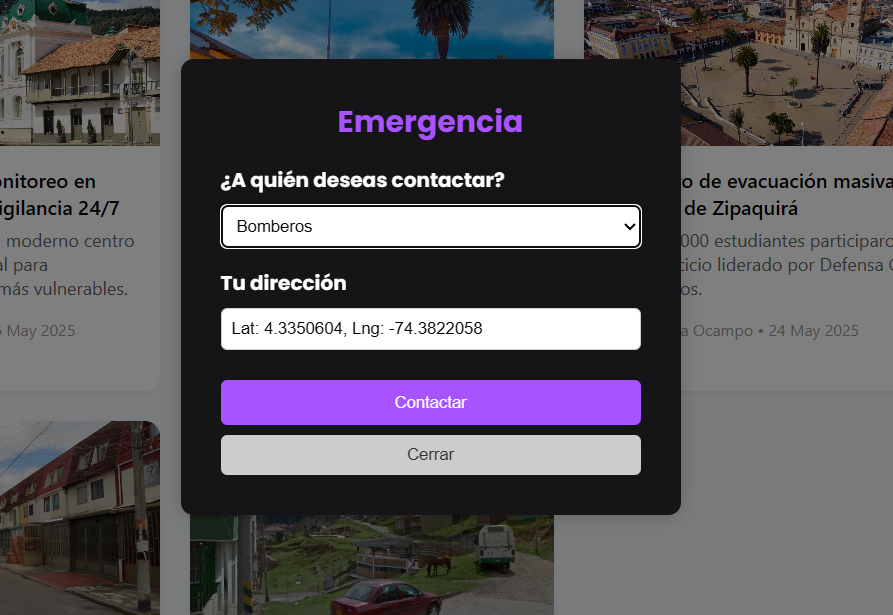 Emergencia
¿A quién deseas contactar?
Bomberos
Tu dirección
Lat: 4.3350604, Lng: -74.3822058
Contactar
Cerrar
onitoreo en
igilancia 24/7
moderno centro
al para
más vulnerables.
May 2025
o de evacuación masiva
de Zipaquirá
000 estudiantes participaro
cicio liderado por Defensa
os.
a Ocampo • 24 May 2025